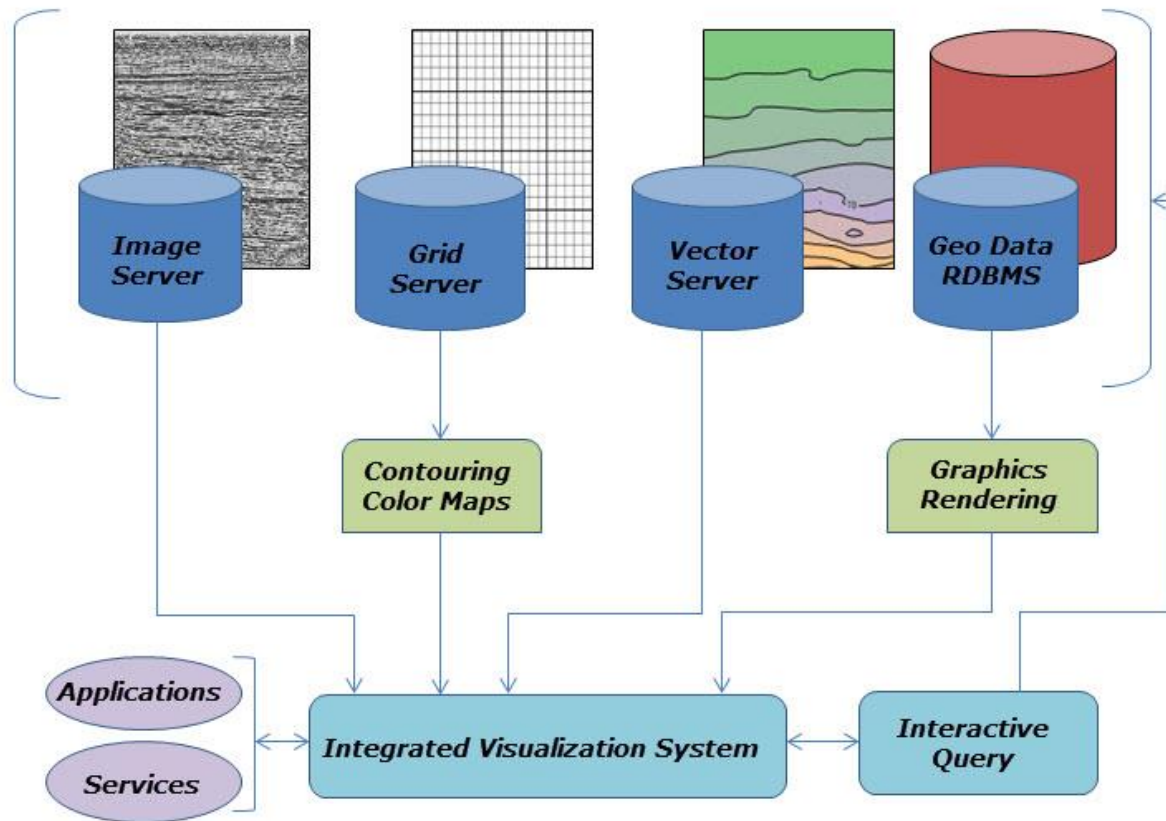 Image
Server
Grid
Server
Vector
Server
Geo Data
RDBMS
Contouring
Color Maps
Graphics
Rendering
Applications
Services
Integrated Visualization System
Interactive
Query